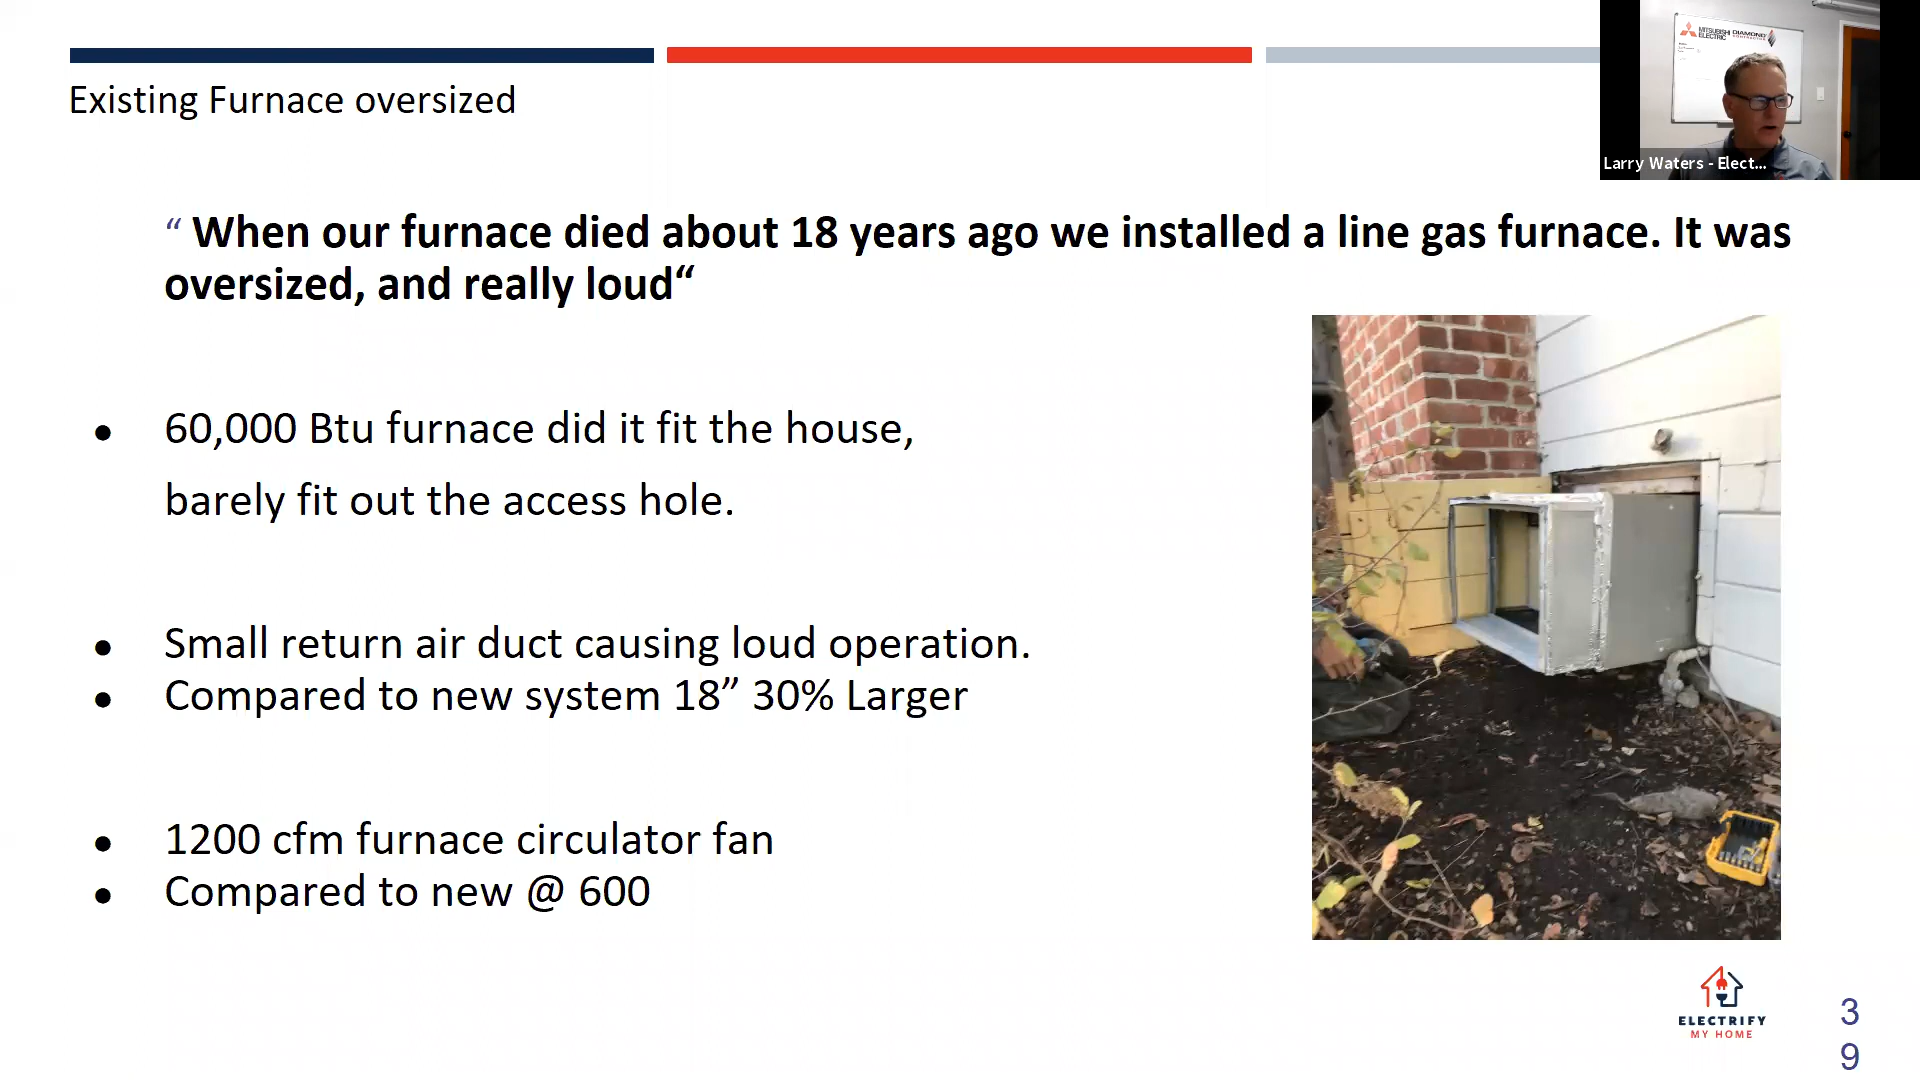 Existing Furnace oversized
MITSUBISHI ELECTRIC
DIAMOND
Larry Waters - Elect...
“ When our furnace died about 18 years ago we installed a line gas furnace. It was
oversized, and really loud“
● 60,000 Btu furnace did it fit the house,
barely fit out the access hole.
● Small return air duct causing loud operation.
● Compared to new system 18” 30% Larger
● 1200 cfm furnace circulator fan
● Compared to new @ 600
ELECTRIFY
MY HOME
3
9